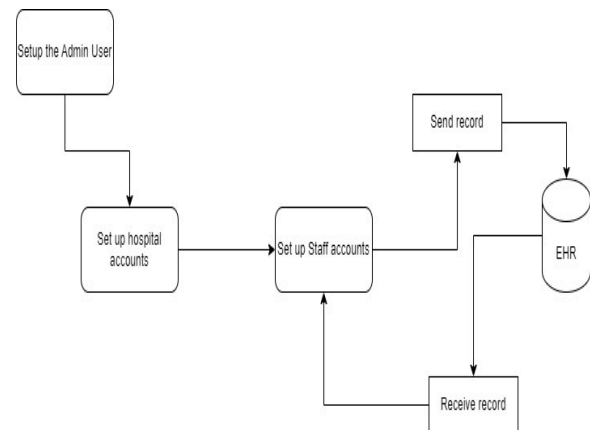 Setup the Admin User
Send record
Set up hospital
accounts
Set up Staff accounts
EHR
Receive record